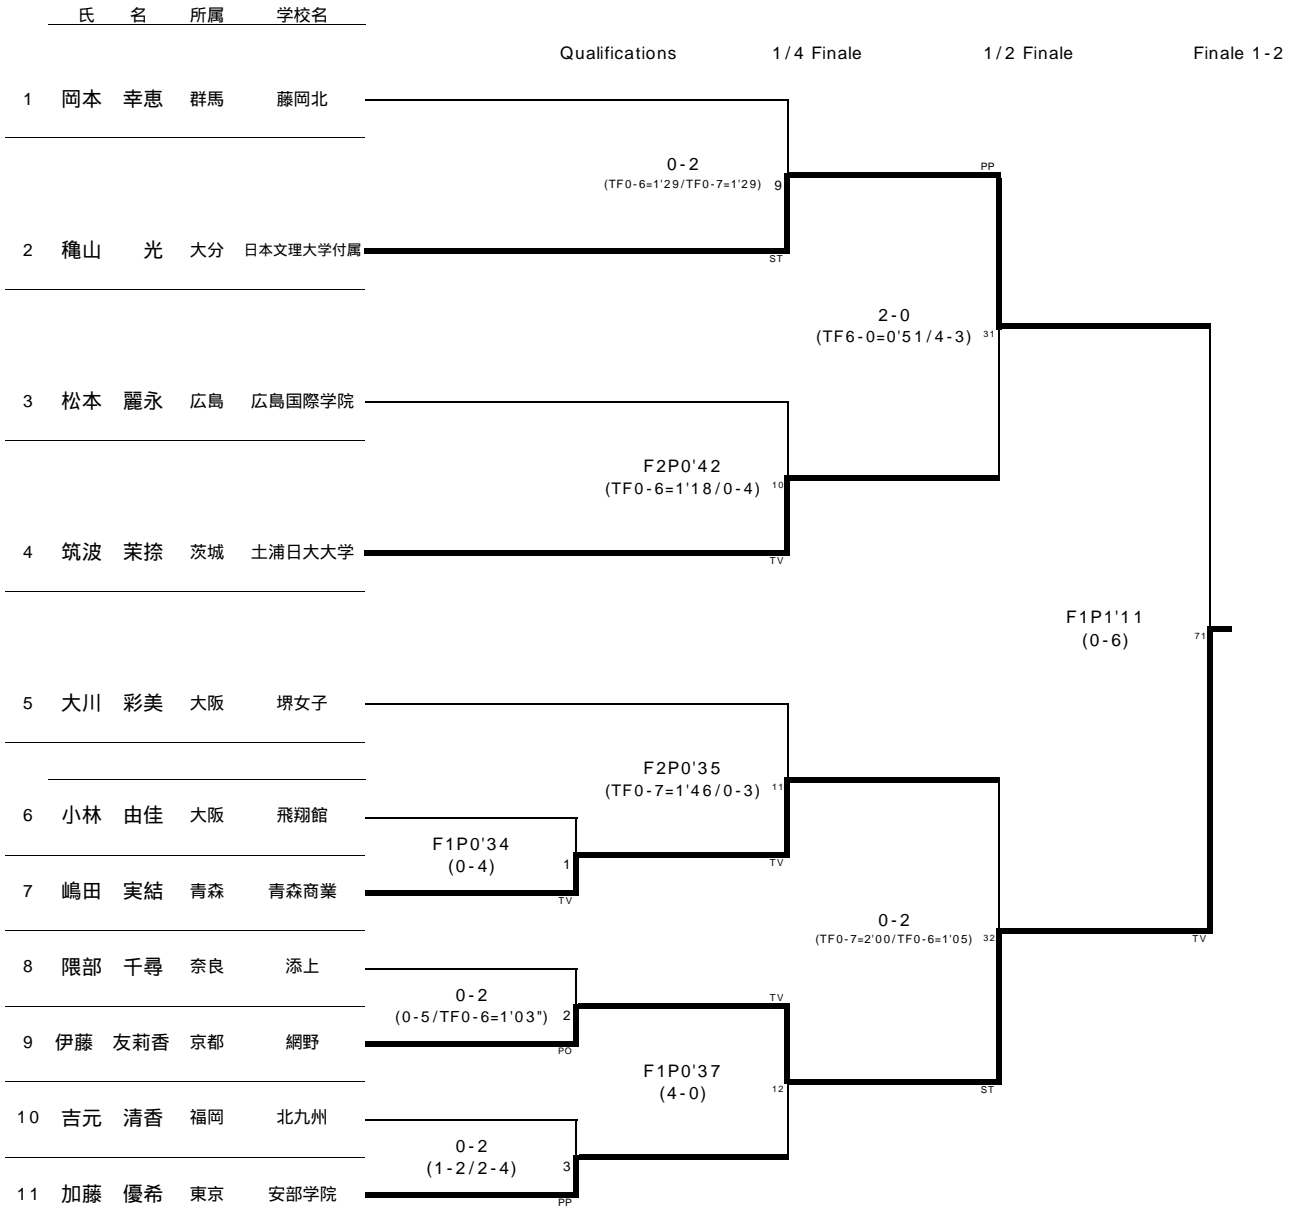 氏 名 所属 学校名
Qualifications 1/4 Finale 1/2 Finale Finale 1-2
1 岡本 幸恵 群馬 藤岡北
0-2
(TF0-6=1'29/TF0-7=1'29) 9
PP
2 穐山 光 大分 日本文理大学付属
ST
2-0
(TF6-0=0'51/4-3) 31
3 松本 麗永 広島 広島国際学院
F2P0'42
(TF0-6=1'18/0-4) 10
4 筑波 茉捺 茨城 土浦日大大学
TV
F1P1'11
(0-6) 71
5 大川 彩美 大阪 堺女子
F2P0'35
(TF0-7=1'46/0-3) 11
6 小林 由佳 大阪 飛翔館
F1P0'34
(0-4) 1
TV
7 嶋田 実結 青森 青森商業
TV
0-2
(TF0-7=2'00/TF0-6=1'05) 32
TV
8 隈部 千尋 奈良 添上
0-2
(0-5/TF0-6=1'03") 2
TV
9 伊藤 友莉香 京都 網野
PO
F1P0'37
(4-0) 12
ST
10 吉元 清香 福岡 北九州
0-2
(1-2/2-4) 3
11 加藤 優希 東京 安部学院
PP